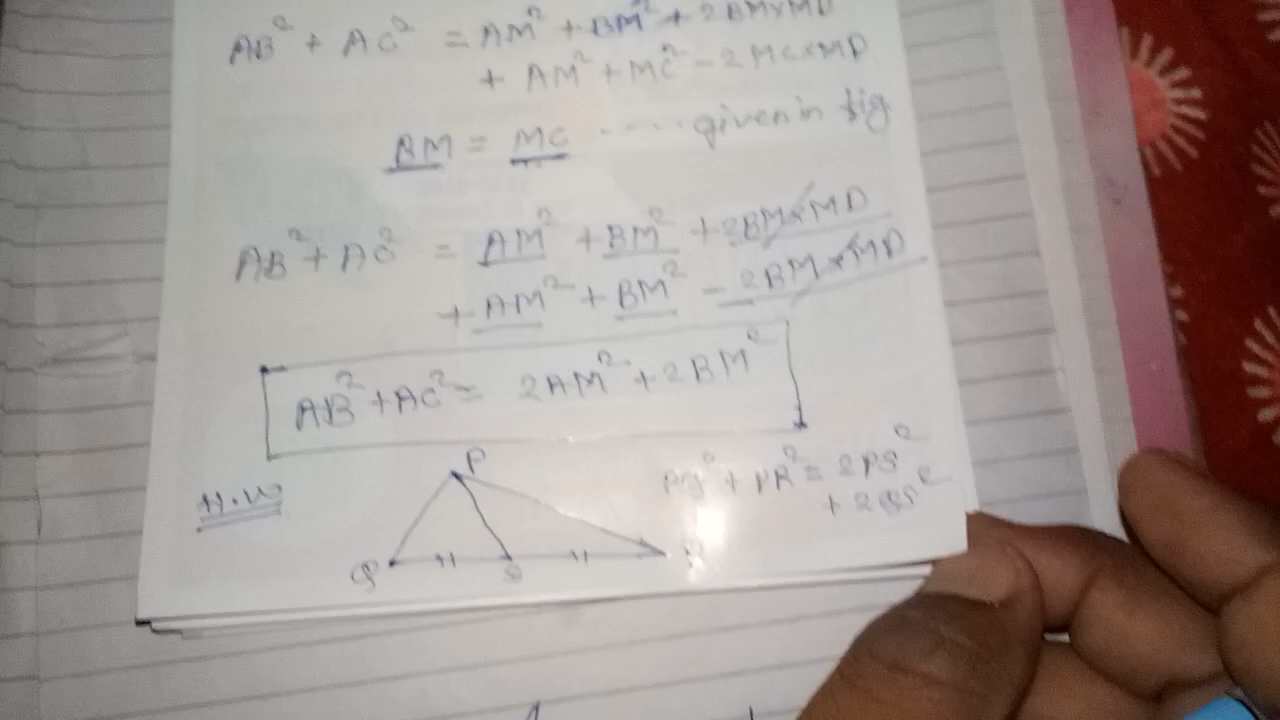 AB² + AC² = AM² + BM² + 2BM×MD
+ AM² + MC² - 2MC×MD
BM = MC ...... given in fig
AB² + AC² = AM² + BM² + 2BM×MD
+ AM² + BM² - 2BM×MD
AB² + AC² = 2AM² + 2BM²
H.W
P
PQ² + PR² = 2PS²
+ 2QS²
Q S R